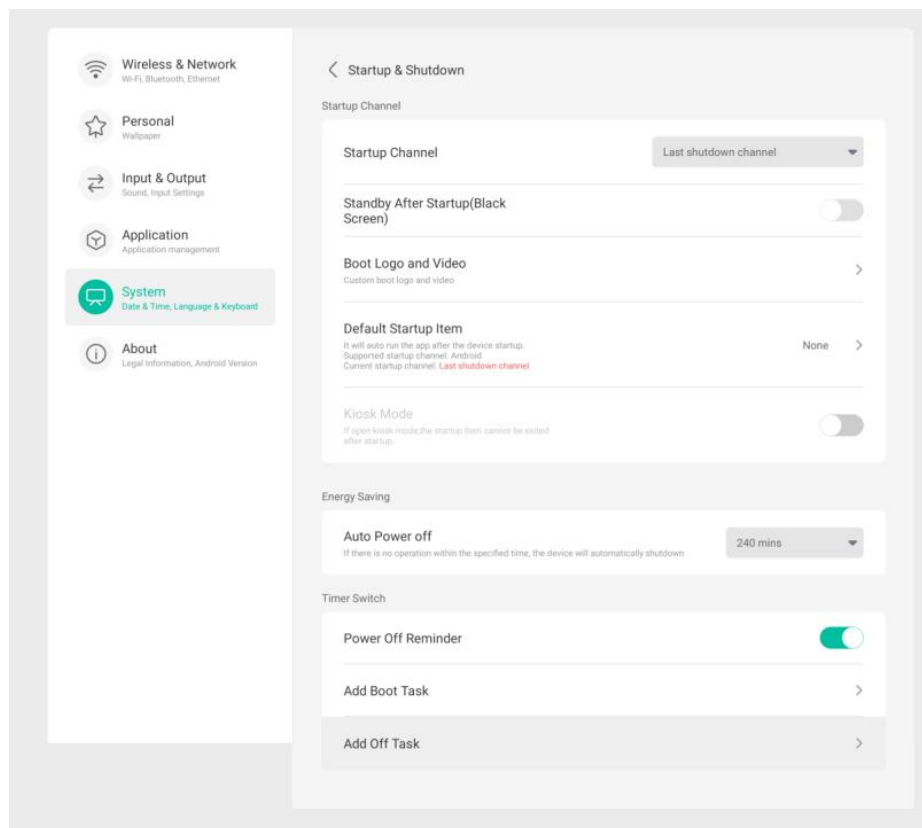 Wireless & Network
Wi-Fi, Bluetooth, Ethernet
Personal
Wallpaper
Input & Output
Sound, Input Settings
Application
Application management
System
Date & Time, Language & Keyboard
About
Legal Information, Android Version
Startup & Shutdown
Startup Channel
Startup Channel
Last shutdown channel
Standby After Startup(Black
Screen)
Boot Logo and Video
Custom boot logo and video
Default Startup Item
It will auto run the app after the device startup.
Supported startup channel: Android
Current startup channel: Last shutdown channel
None
Kiosk Mode
If open kiosk mode,the startup item cannot be exited
after startup.
Energy Saving
Auto Power off
If there is no operation within the specified time, the device will automatically shutdown
240 mins
Timer Switch
Power Off Reminder
Add Boot Task
Add Off Task